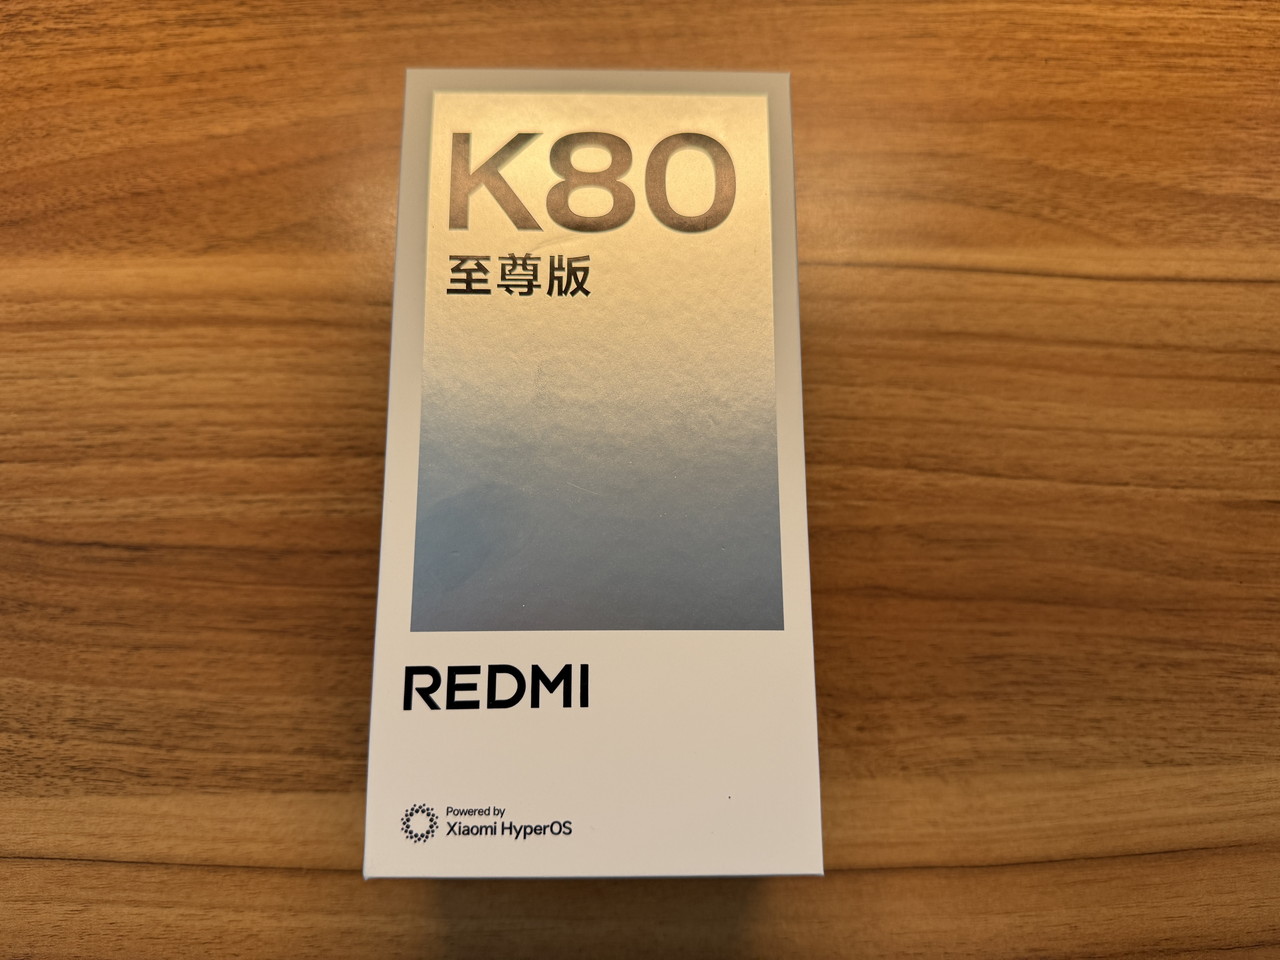 K80
至尊版
REDMI
Powered by
Xiaomi HyperOS